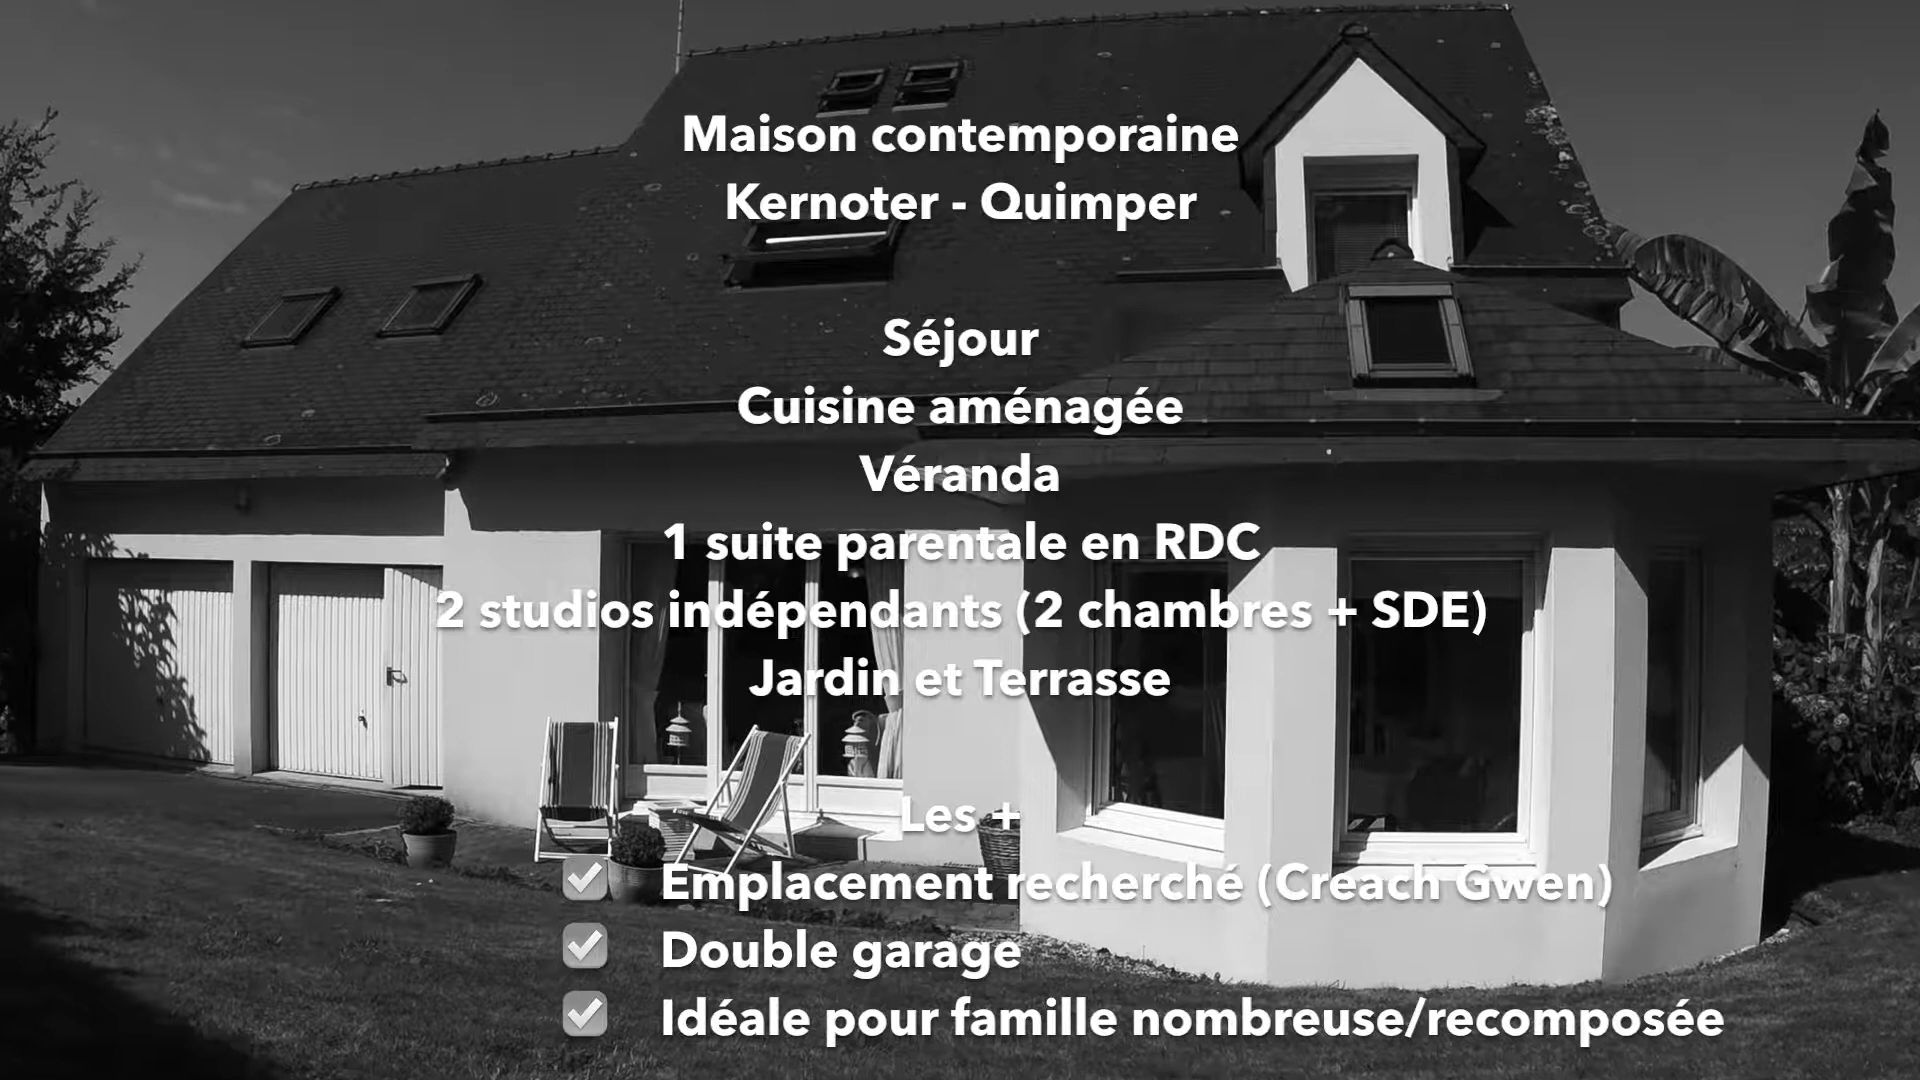 Maison contemporaine
Kernoter - Quimper
Séjour
Cuisine aménagée
Véranda
1 suite parentale en RDC
2 studios indépendants (2 chambres + SDE)
Jardin et Terrasse
Les +
Emplacement recherché (Creach Gwen)
Double garage
Idéale pour famille nombreuse/recomposée